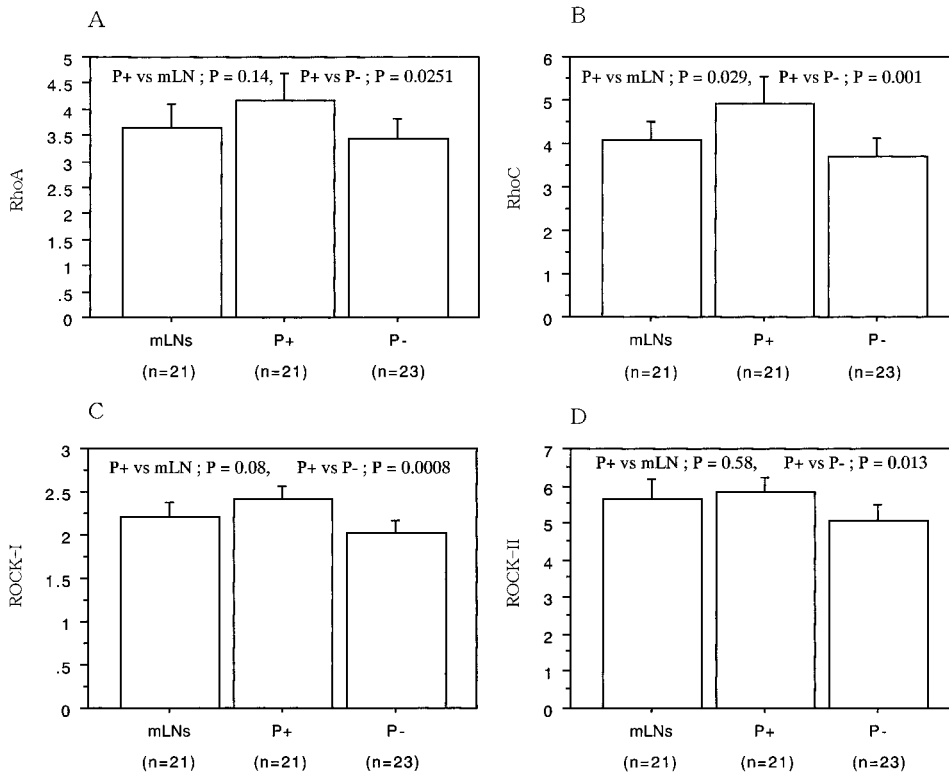 A
P+ vs mLN ; P = 0.14, P+ vs P- ; P = 0.0251
RhoA
5
4.5
4
3.5
3
2.5
2
1.5
1
.5
0
mLNs P+ P-
(n=21) (n=21) (n=23)
B
P+ vs mLN ; P = 0.029, P+ vs P- ; P = 0.001
RhoC
6
5
4
3
2
1
0
mLNs P+ P-
(n=21) (n=21) (n=23)
C
P+ vs mLN ; P = 0.08, P+ vs P- ; P = 0.0008
ROCK-I
3
2.5
2
1.5
1
.5
0
mLNs P+ P-
(n=21) (n=21) (n=23)
D
P+ vs mLN ; P = 0.58, P+ vs P- ; P = 0.013
ROCK-II
7
6
5
4
3
2
1
0
mLNs P+ P-
(n=21) (n=21) (n=23)